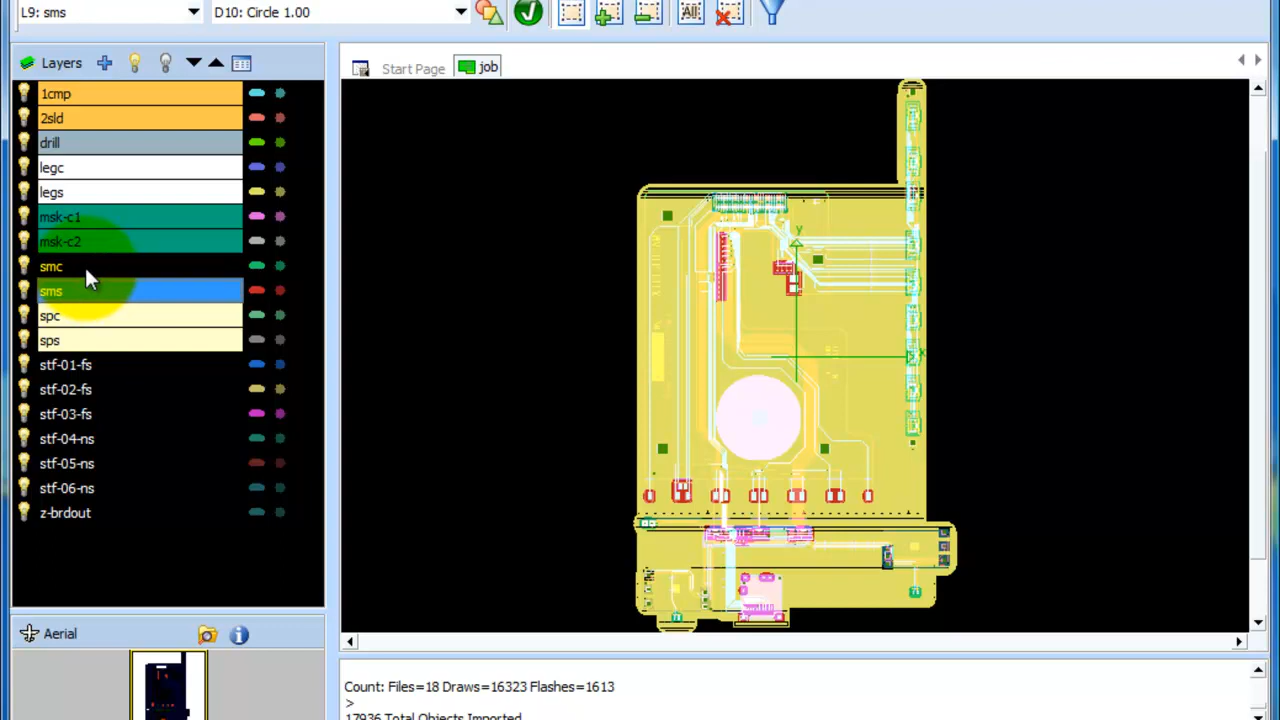 L9: sms
D10: Circle 1.00
All
Layers
Start Page
job
1cmp
2sld
drill
legc
legs
msk-c1
msk-c2
smc
sms
spc
sps
stf-01-fs
stf-02-fs
stf-03-fs
stf-04-ns
stf-05-ns
stf-06-ns
z-brdout
y
x
Aerial
Count: Files=18 Draws=16323 Flashes=1613
>
17936 Total Objects Imported